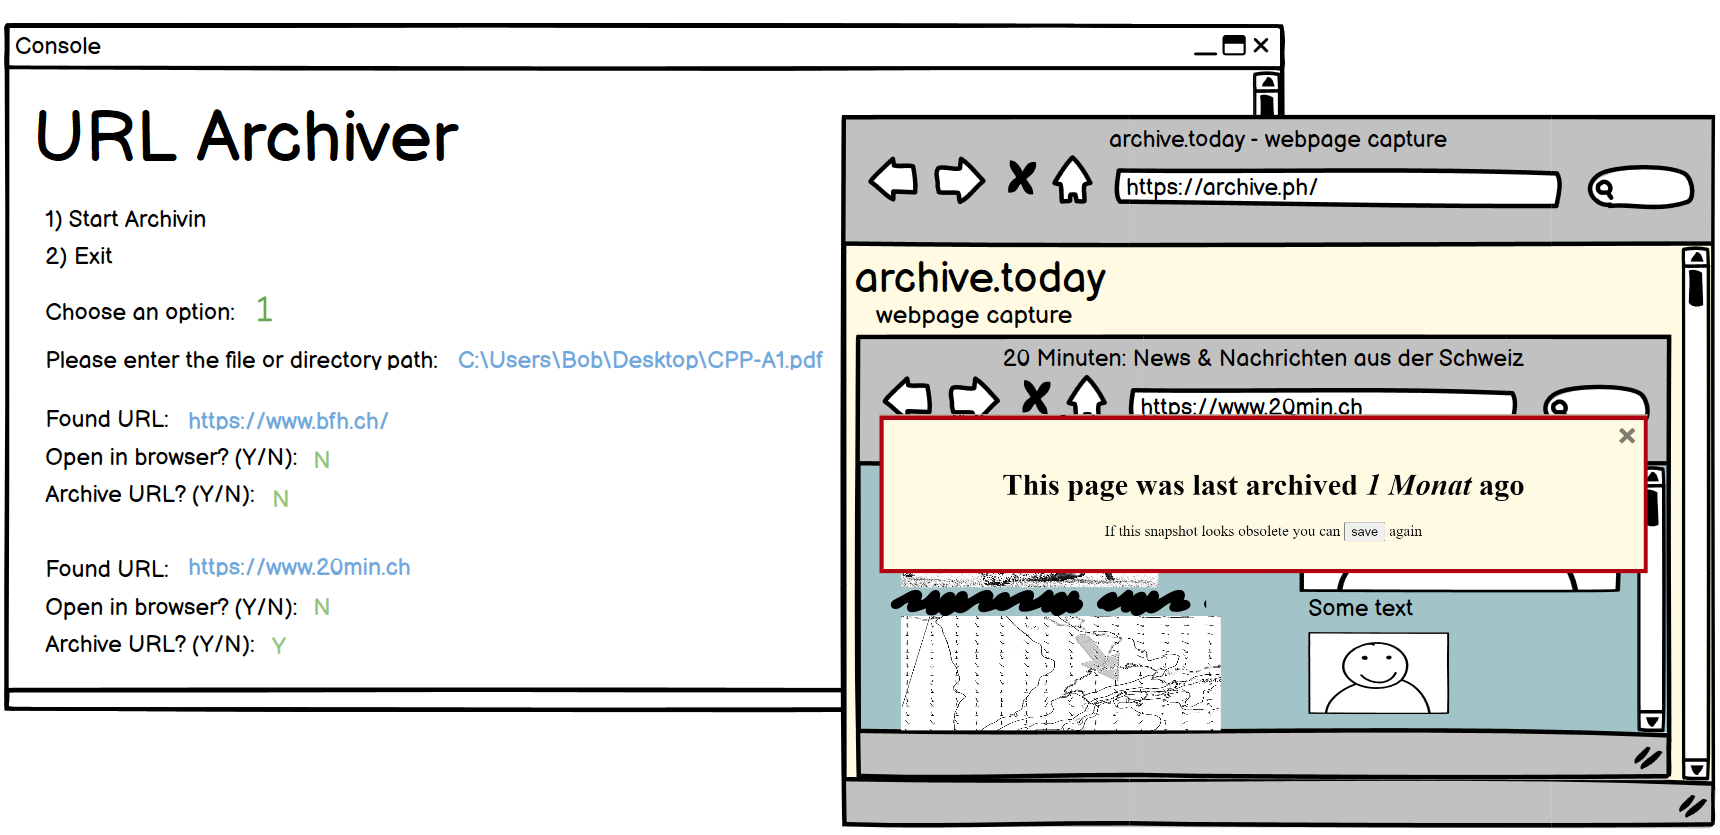 Console
URL Archiver
1) Start Archivin
2) Exit
Choose an option: 1
Please enter the file or directory path: C:\Users\Bob\Desktop\CPP-A1.pdf
Found URL: https://www.bfh.ch/
Open in browser? (Y/N): N
Archive URL? (Y/N): N
Found URL: https://www.20min.ch
Open in browser? (Y/N): N
Archive URL? (Y/N): Y
archive.today - webpage capture
https://archive.ph/
archive.today
webpage capture
20 Minuten: News & Nachrichten aus der Schweiz
https://www.20min.ch
This page was last archived 1 Monat ago
If this snapshot looks obsolete you can save again
Some text